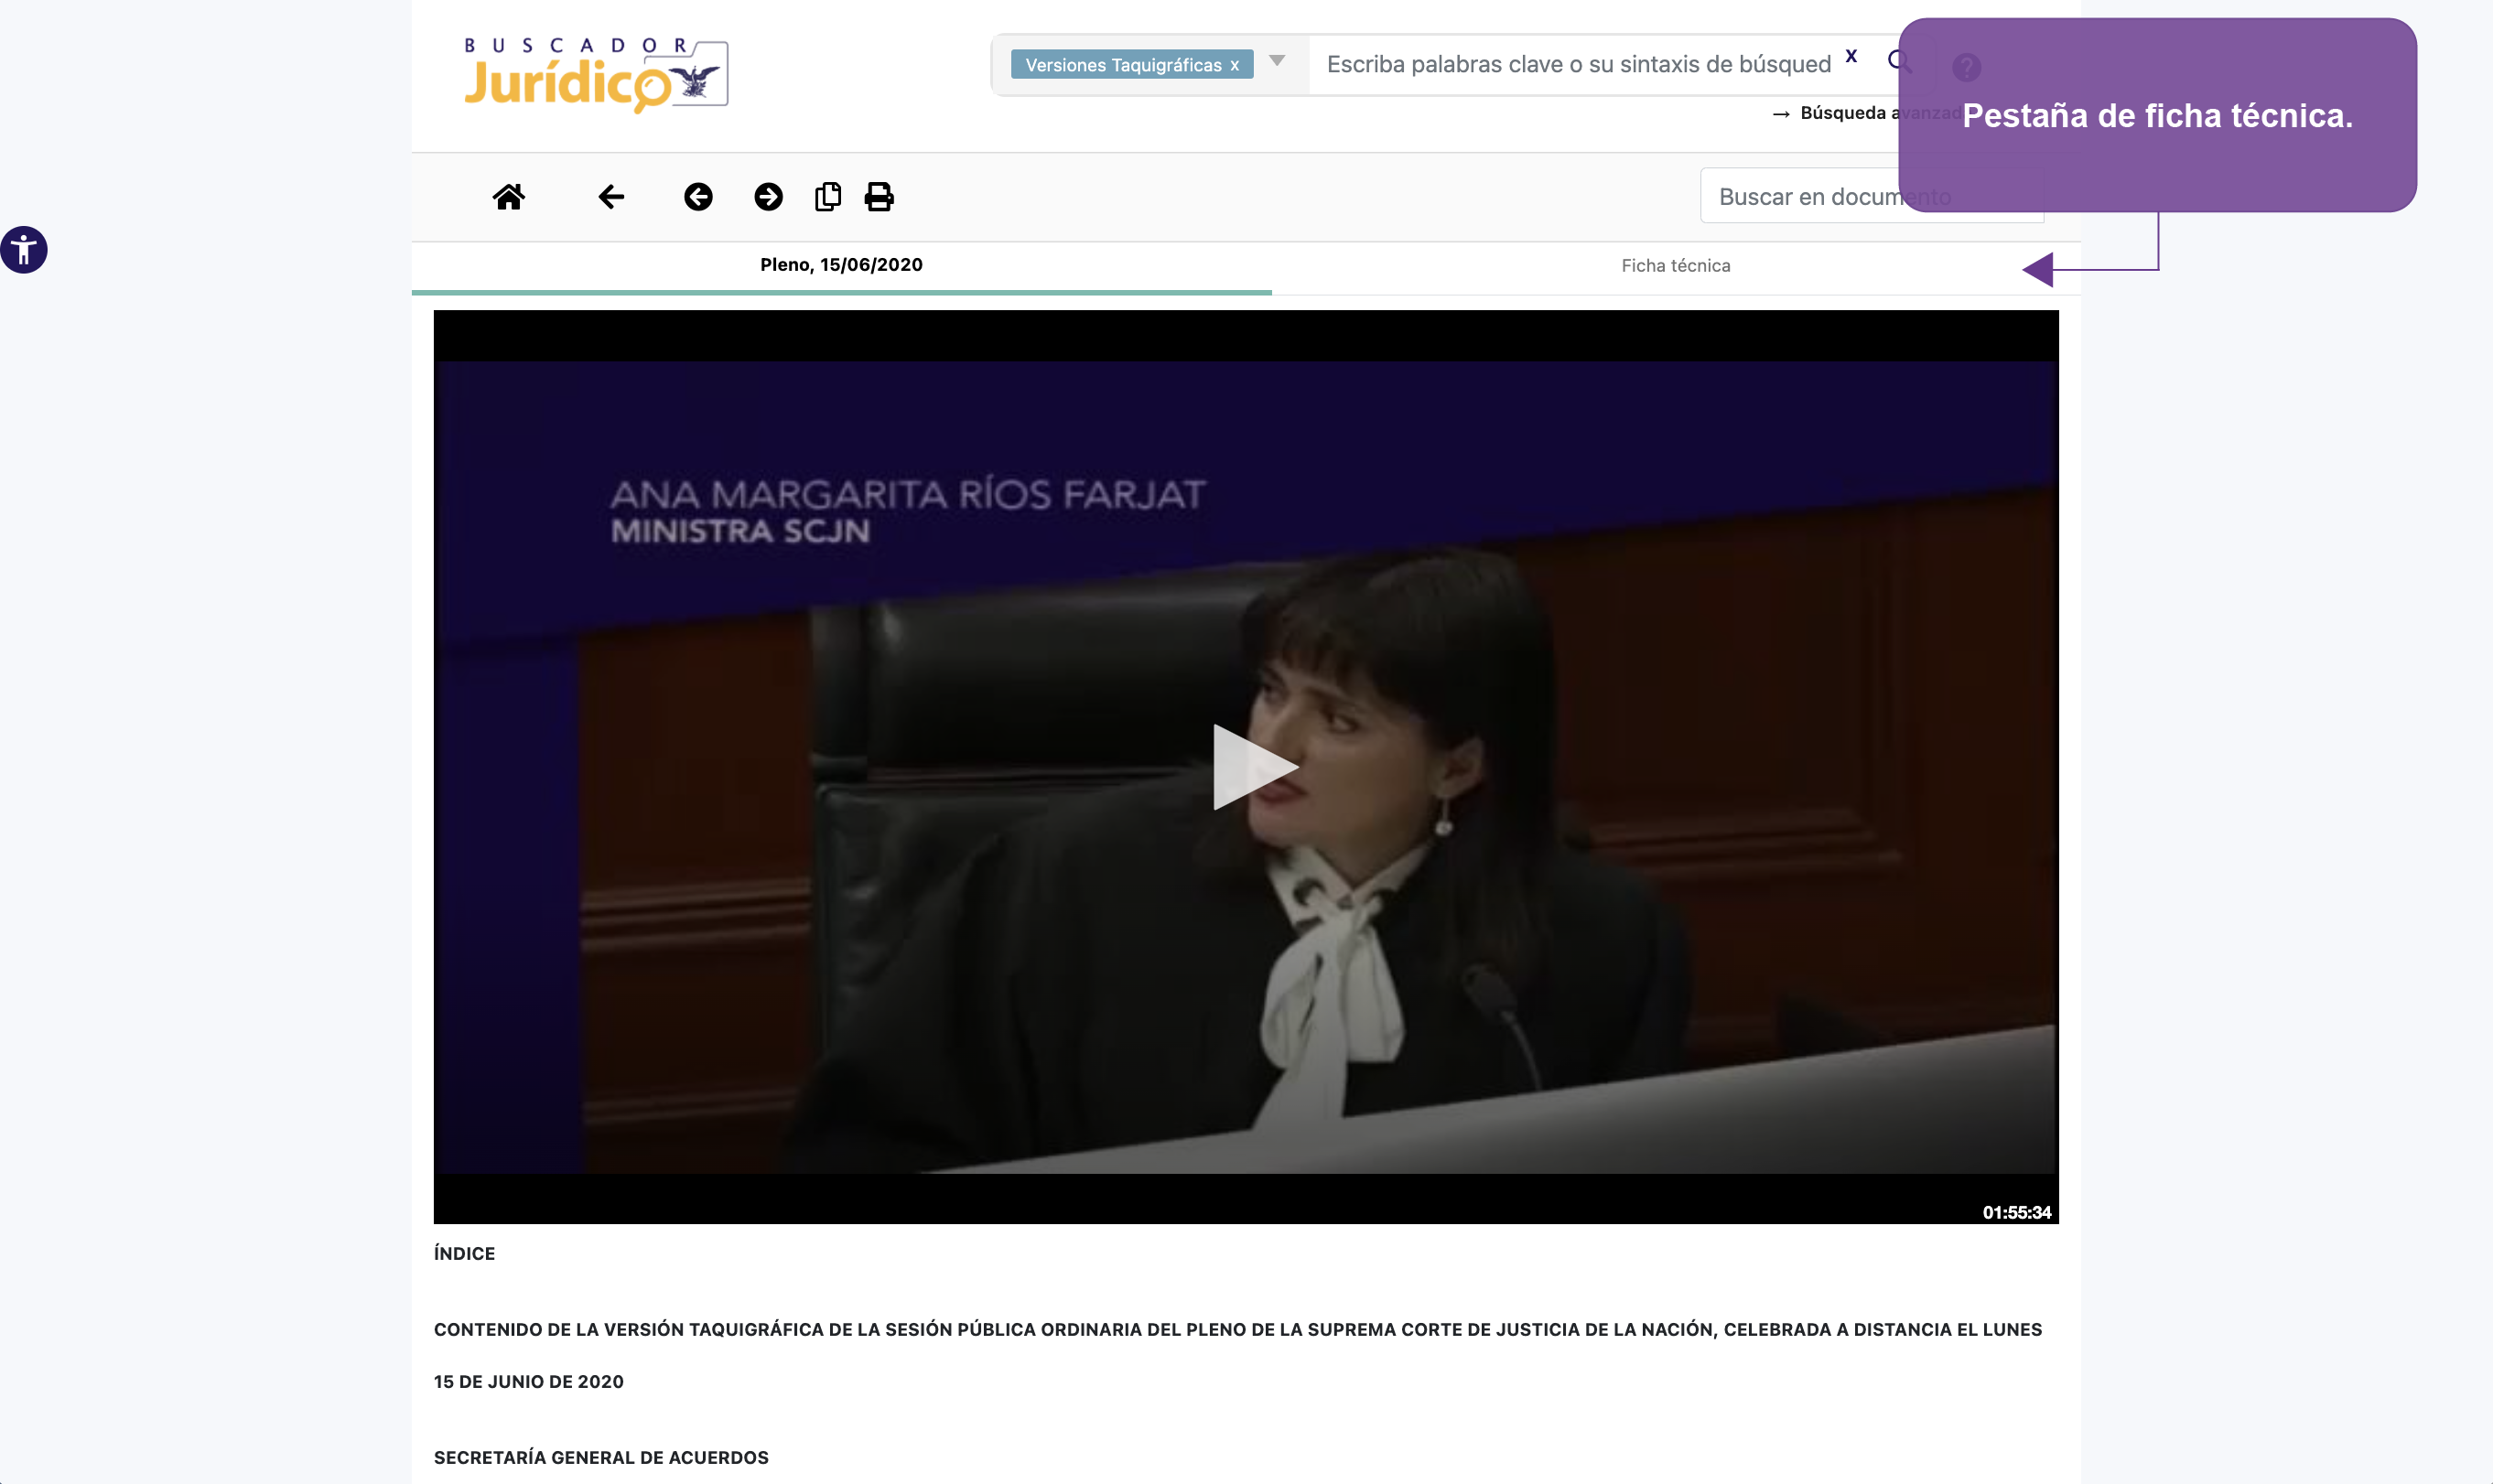 BUSCADOR
Jurídico
Versiones Taquigráficas x
Escriba palabras clave o su sintaxis de búsqued x
?
→ Búsqueda avanzad
Pestaña de ficha técnica.
Buscar en documento
Pleno, 15/06/2020
Ficha técnica
ANA MARGARITA RÍOS FARJAT
MINISTRA SCJN
01:55:34
ÍNDICE
CONTENIDO DE LA VERSIÓN TAQUIGRÁFICA DE LA SESIÓN PÚBLICA ORDINARIA DEL PLENO DE LA SUPREMA CORTE DE JUSTICIA DE LA NACIÓN, CELEBRADA A DISTANCIA EL LUNES
15 DE JUNIO DE 2020
SECRETARÍA GENERAL DE ACUERDOS